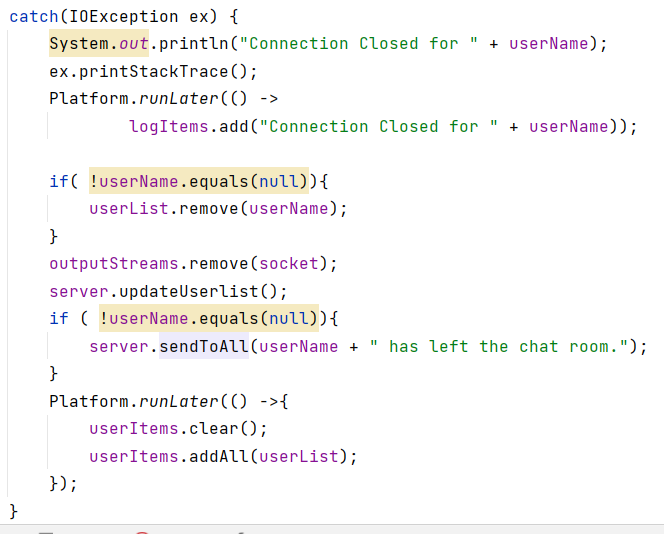 catch(IOException ex) {
System.out.println("Connection Closed for " + userName);
ex.printStackTrace();
Platform.runLater(() ->
logItems.add("Connection Closed for " + userName));
if( !userName.equals(null)){
userList.remove(userName);
}
outputStreams.remove(socket);
server.updateUserlist();
if ( !userName.equals(null)){
server.sendToAll(userName + " has left the chat room.");
}
Platform.runLater(() ->{
userItems.clear();
userItems.addAll(userList);
});
}